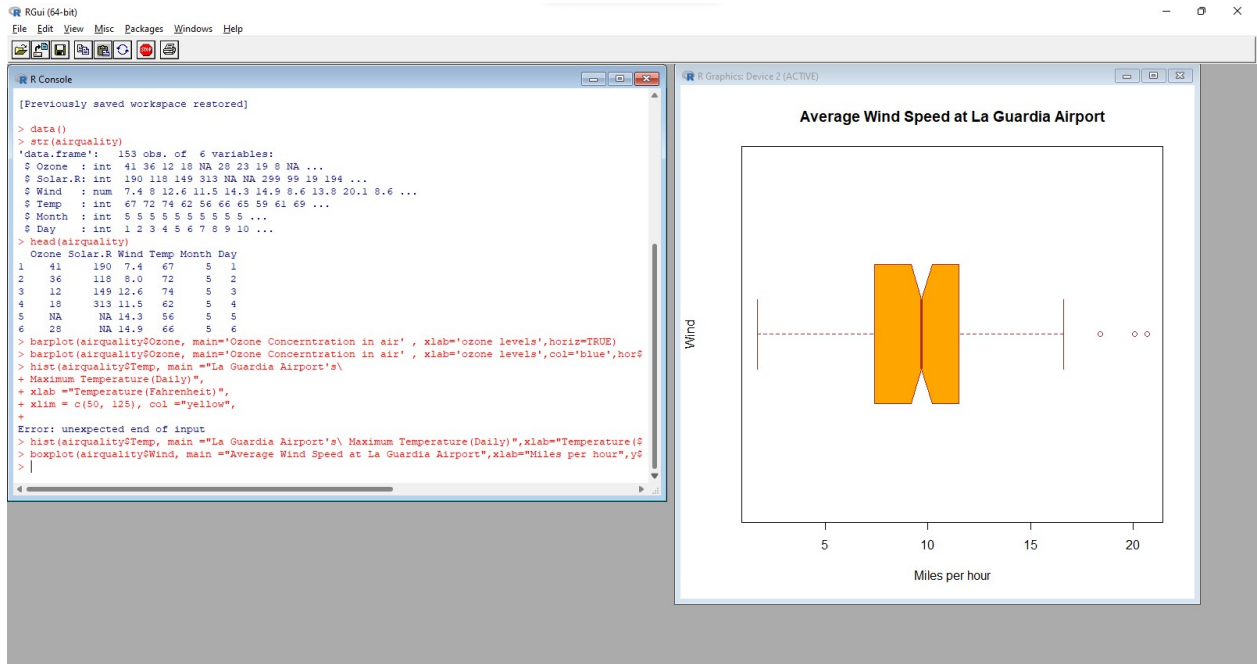 RGui (64-bit)
File Edit View Misc Packages Windows Help
STOP
R Console
[Previously saved workspace restored]
> data()
> str(airquality)
'data.frame':   153 obs. of  6 variables:
 $ Ozone  : int  41 36 12 18 NA 28 23 19 8 NA ...
 $ Solar.R: int  190 118 149 313 NA NA 299 99 19 194 ...
 $ Wind   : num  7.4 8 12.6 11.5 14.3 14.9 8.6 13.8 20.1 8.6 ...
 $ Temp   : int  67 72 74 62 56 66 65 59 61 69 ...
 $ Month  : int  5 5 5 5 5 5 5 5 5 5 ...
 $ Day    : int  1 2 3 4 5 6 7 8 9 10 ...
> head(airquality)
  Ozone Solar.R Wind Temp Month Day
1    41     190  7.4   67     5   1
2    36     118  8.0   72     5   2
3    12     149 12.6   74     5   3
4    18     313 11.5   62     5   4
5    NA      NA 14.3   56     5   5
6    28      NA 14.9   66     5   6
> barplot(airquality$Ozone, main='Ozone Concerntration in air' , xlab='ozone levels',horiz=TRUE)
> barplot(airquality$Ozone, main='Ozone Concerntration in air' , xlab='ozone levels',col='blue',hor$
> hist(airquality$Temp, main ="La Guardia Airport's\
+ Maximum Temperature(Daily)",
+ xlab ="Temperature(Fahrenheit)",
+ xlim = c(50, 125), col ="yellow",
+
Error: unexpected end of input
> hist(airquality$Temp, main ="La Guardia Airport's\ Maximum Temperature(Daily)",xlab="Temperature($
> boxplot(airquality$Wind, main ="Average Wind Speed at La Guardia Airport",xlab="Miles per hour",y$
>
R Graphics: Device 2 (ACTIVE)
Average Wind Speed at La Guardia Airport
Wind
5 10 15 20
Miles per hour